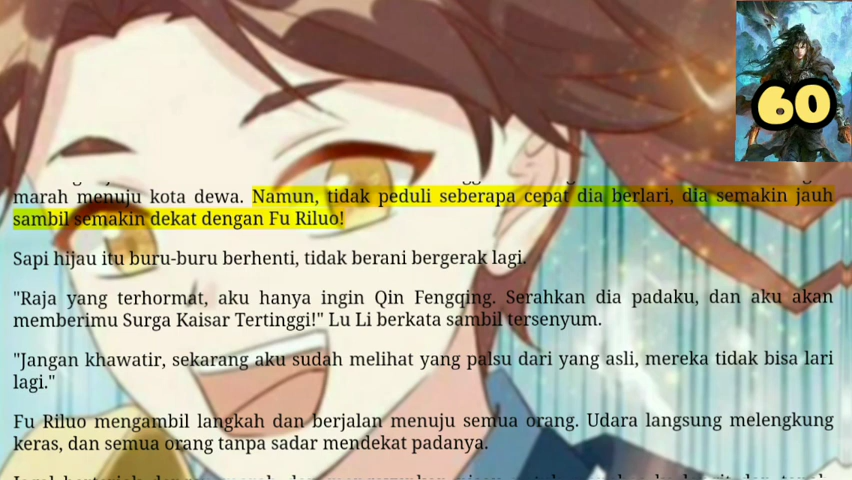 60
marah menuju kota dewa. Namun, tidak peduli seberapa cepat dia berlari, dia semakin jauh
sambil semakin dekat dengan Fu Riluo!
Sapi hijau itu buru-buru berhenti, tidak berani bergerak lagi.
"Raja yang terhormat, aku hanya ingin Qin Fengqing. Serahkan dia padaku, dan aku akan
memberimu Surga Kaisar Tertinggi!" Lu Li berkata sambil tersenyum.
"Jangan khawatir, sekarang aku sudah melihat yang palsu dari yang asli, mereka tidak bisa lari
lagi."
Fu Riluo mengambil langkah dan berjalan menuju semua orang. Udara langsung melengkung
keras, dan semua orang tanpa sadar mendekat padanya.